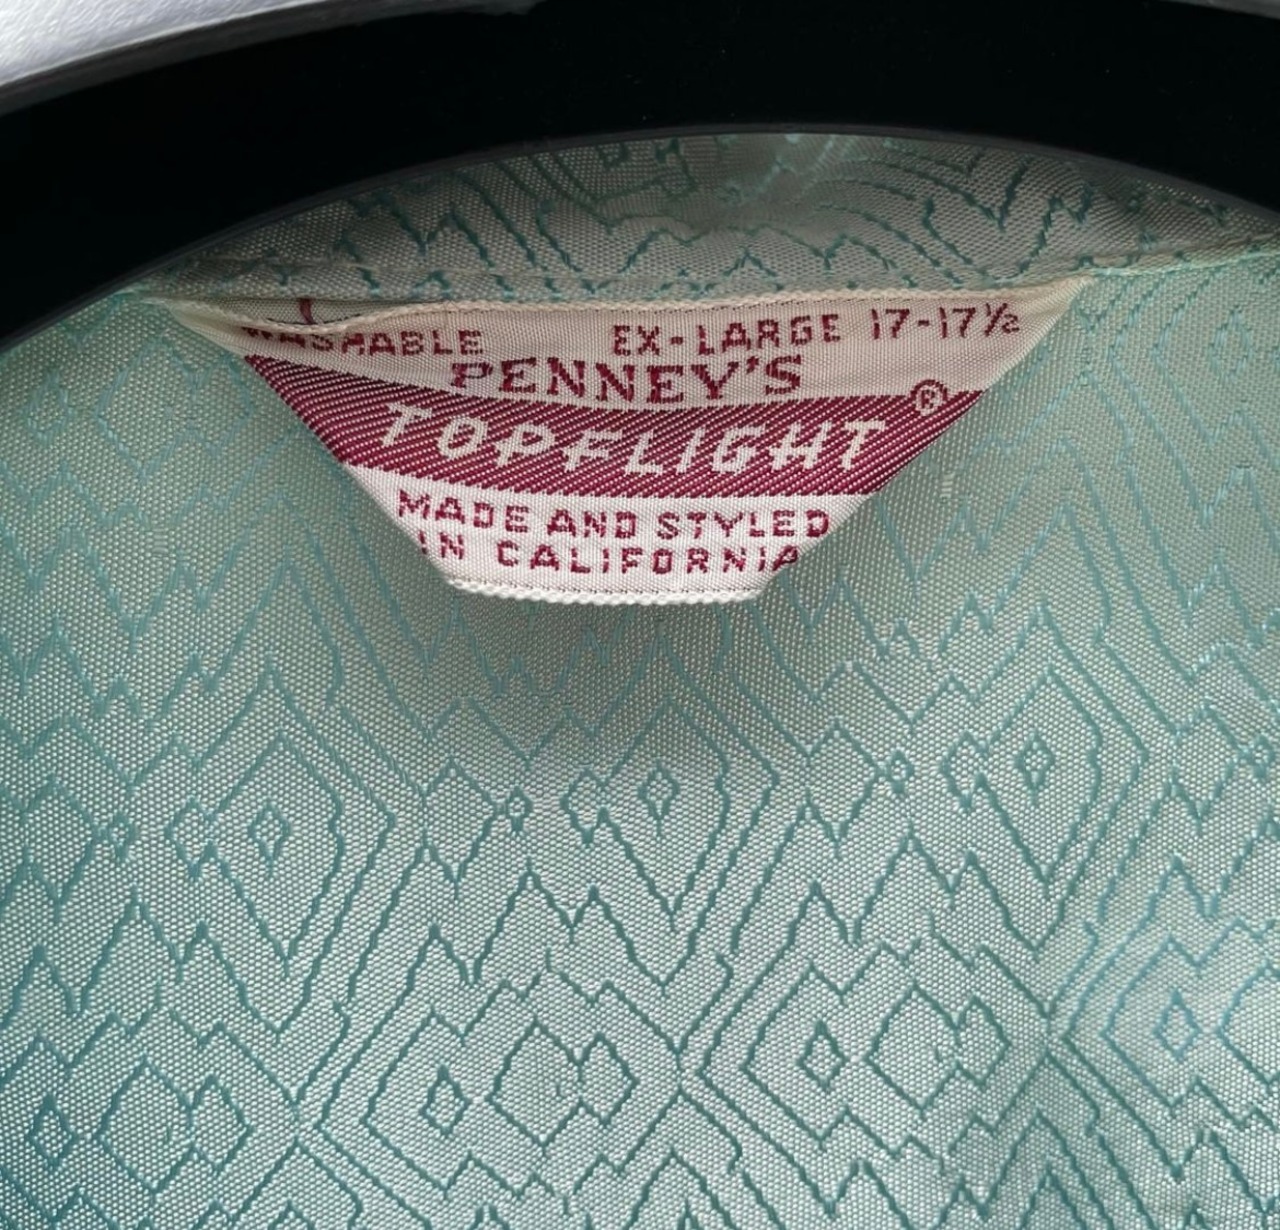 WASHABLE EX-LARGE 17-17½
PENNEY'S
TOPFLIGHT ®
MADE AND STYLED
IN CALIFORNIA